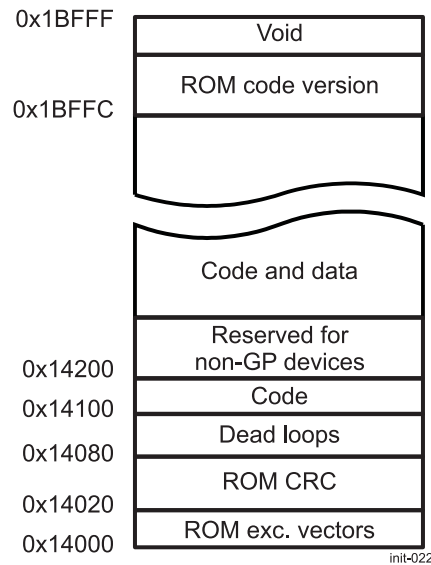 0x1BFFF
Void
ROM code version
0x1BFFC
Code and data
Reserved for
non-GP devices
0x14200
Code
0x14100
Dead loops
0x14080
ROM CRC
0x14020
ROM exc. vectors
0x14000
init-022